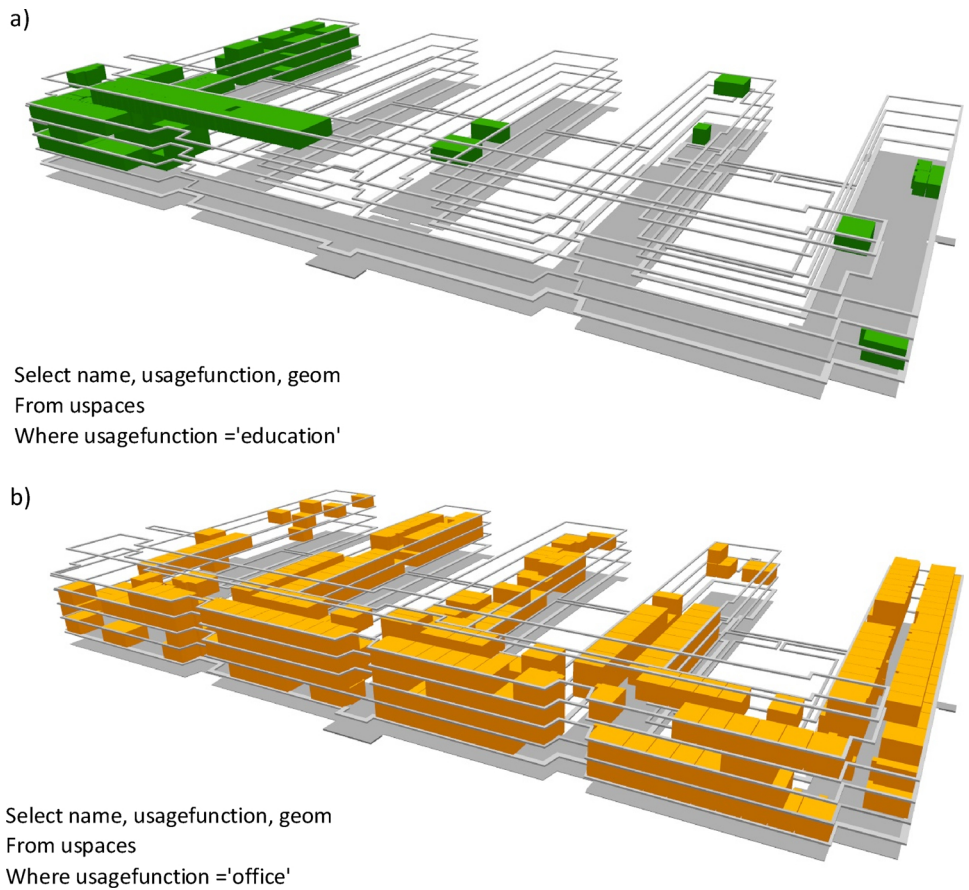 a)
Select name, usagefunction, geom
From uspaces
Where usagefunction ='education'
b)
Select name, usagefunction, geom
From uspaces
Where usagefunction ='office'